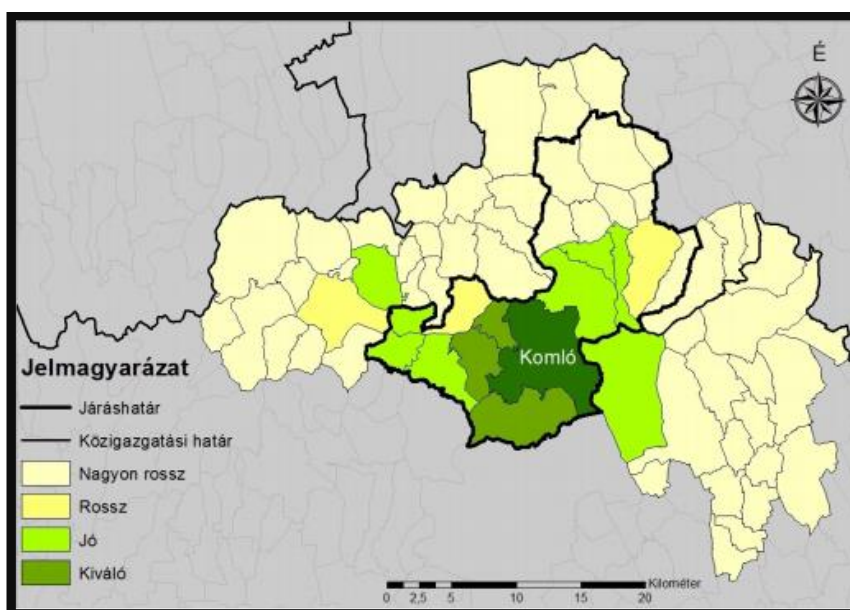 É
Komló
Jelmagyarázat
Járáshatár
Közigazgatási határ
Nagyon rossz
Rossz
Jó
Kiváló
Kilométer
0 2,5 5 10 15 20